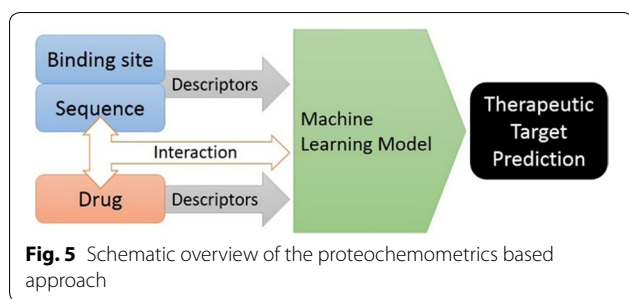 Binding site
Sequence
Descriptors
Interaction
Drug
Descriptors
Machine
Learning Model
Therapeutic
Target
Prediction
Fig. 5 Schematic overview of the proteochemometrics based
approach